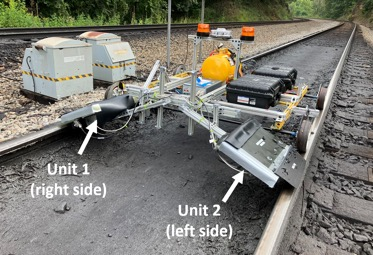 Unit 1
(right side)
Unit 2
(left side)